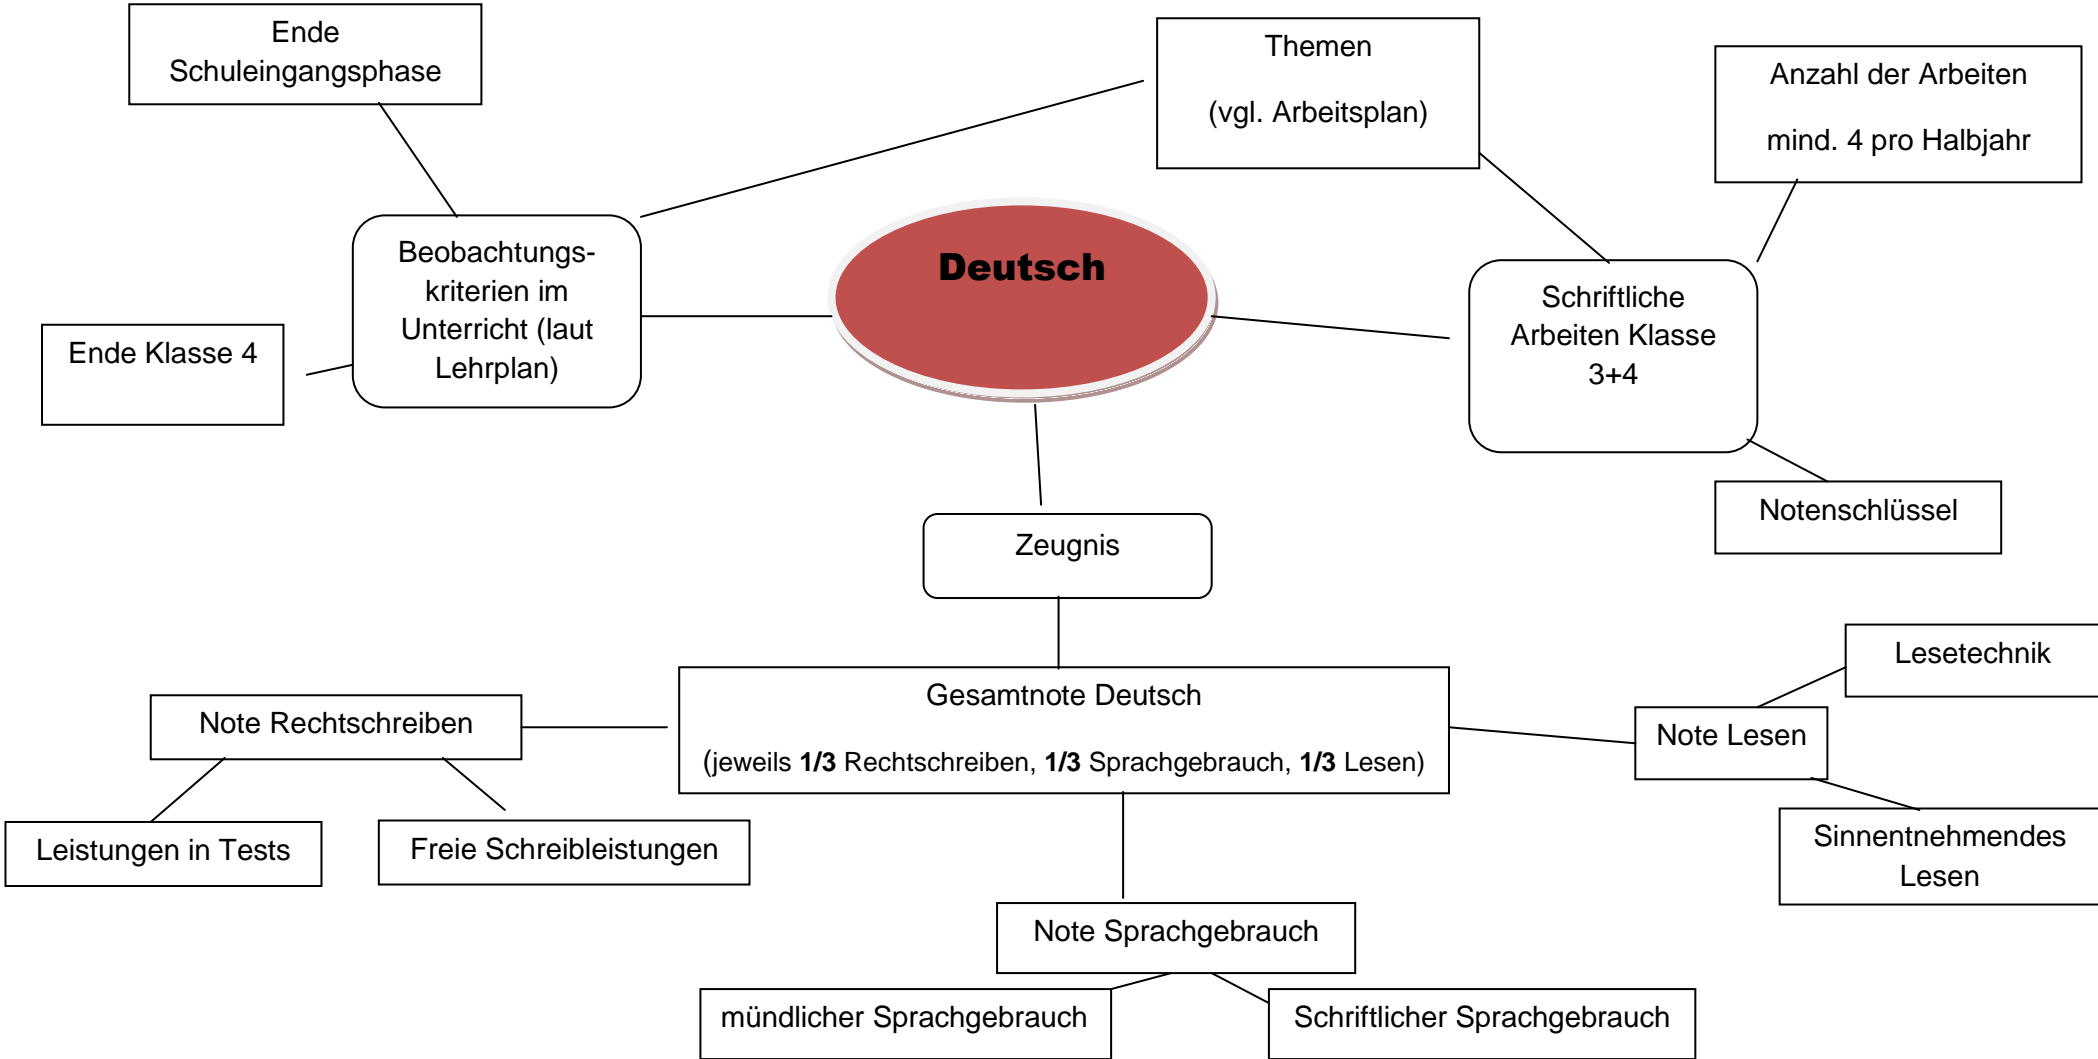 Ende
Schuleingangsphase
Themen
(vgl. Arbeitsplan)
Anzahl der Arbeiten
mind. 4 pro Halbjahr
Beobachtungs-
kriterien im
Unterricht (laut
Lehrplan)
Deutsch
Schriftliche
Arbeiten Klasse
3+4
Ende Klasse 4
Notenschlüssel
Zeugnis
Lesetechnik
Gesamtnote Deutsch
(jeweils 1/3 Rechtschreiben, 1/3 Sprachgebrauch, 1/3 Lesen)
Note Rechtschreiben
Note Lesen
Leistungen in Tests
Freie Schreibleistungen
Sinnentnehmendes
Lesen
Note Sprachgebrauch
mündlicher Sprachgebrauch
Schriftlicher Sprachgebrauch